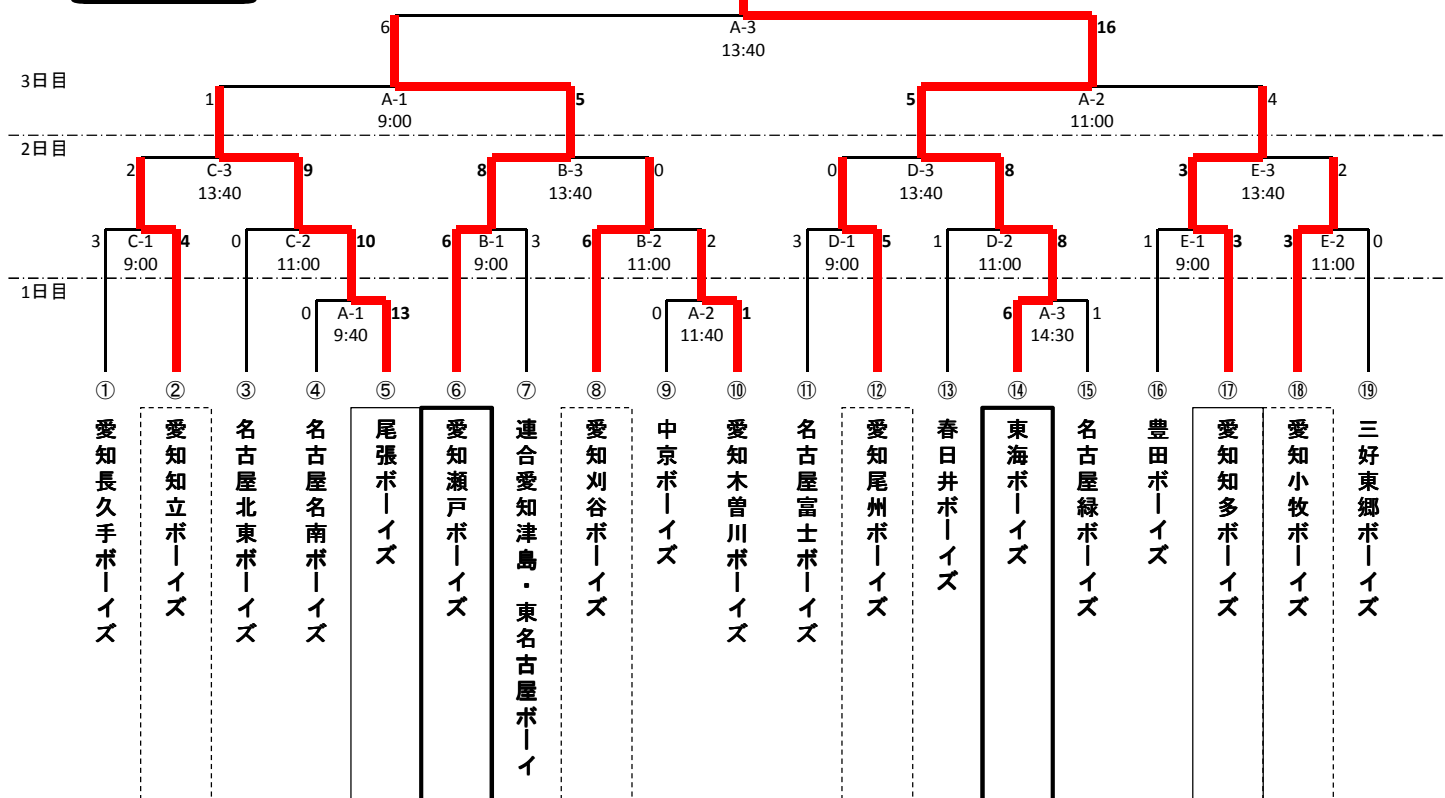 6 A-3 16
13:40
3日目
1 A-1 5 5 A-2 4
9:00 11:00
2日目
2 C-3 9 8 B-3 0 0 D-3 8 3 E-3 2
13:40 13:40 13:40 13:40
3 C-1 4 0 C-2 10 6 B-1 3 6 B-2 2 3 D-1 5 1 D-2 8 1 E-1 3 3 E-2 0
9:00 11:00 9:00 11:00 9:00 11:00 9:00 11:00
1日目
0 A-1 13 0 A-2 1 6 A-3 1
9:40 11:40 14:30
① ② ③ ④ ⑤ ⑥ ⑦ ⑧ ⑨ ⑩ ⑪ ⑫ ⑬ ⑭ ⑮ ⑯ ⑰ ⑱ ⑲
愛知長久手ボーイズ
愛知知立ボーイズ
名古屋北東ボーイズ
名古屋名南ボーイズ
尾張ボーイズ
愛知瀬戸ボーイズ
連合愛知津島・東名古屋ボーイ
愛知刈谷ボーイズ
中京ボーイズ
愛知木曽川ボーイズ
名古屋富士ボーイズ
愛知尾州ボーイズ
春日井ボーイズ
東海ボーイズ
名古屋緑ボーイズ
豊田ボーイズ
愛知知多ボーイズ
愛知小牧ボーイズ
三好東郷ボーイズ